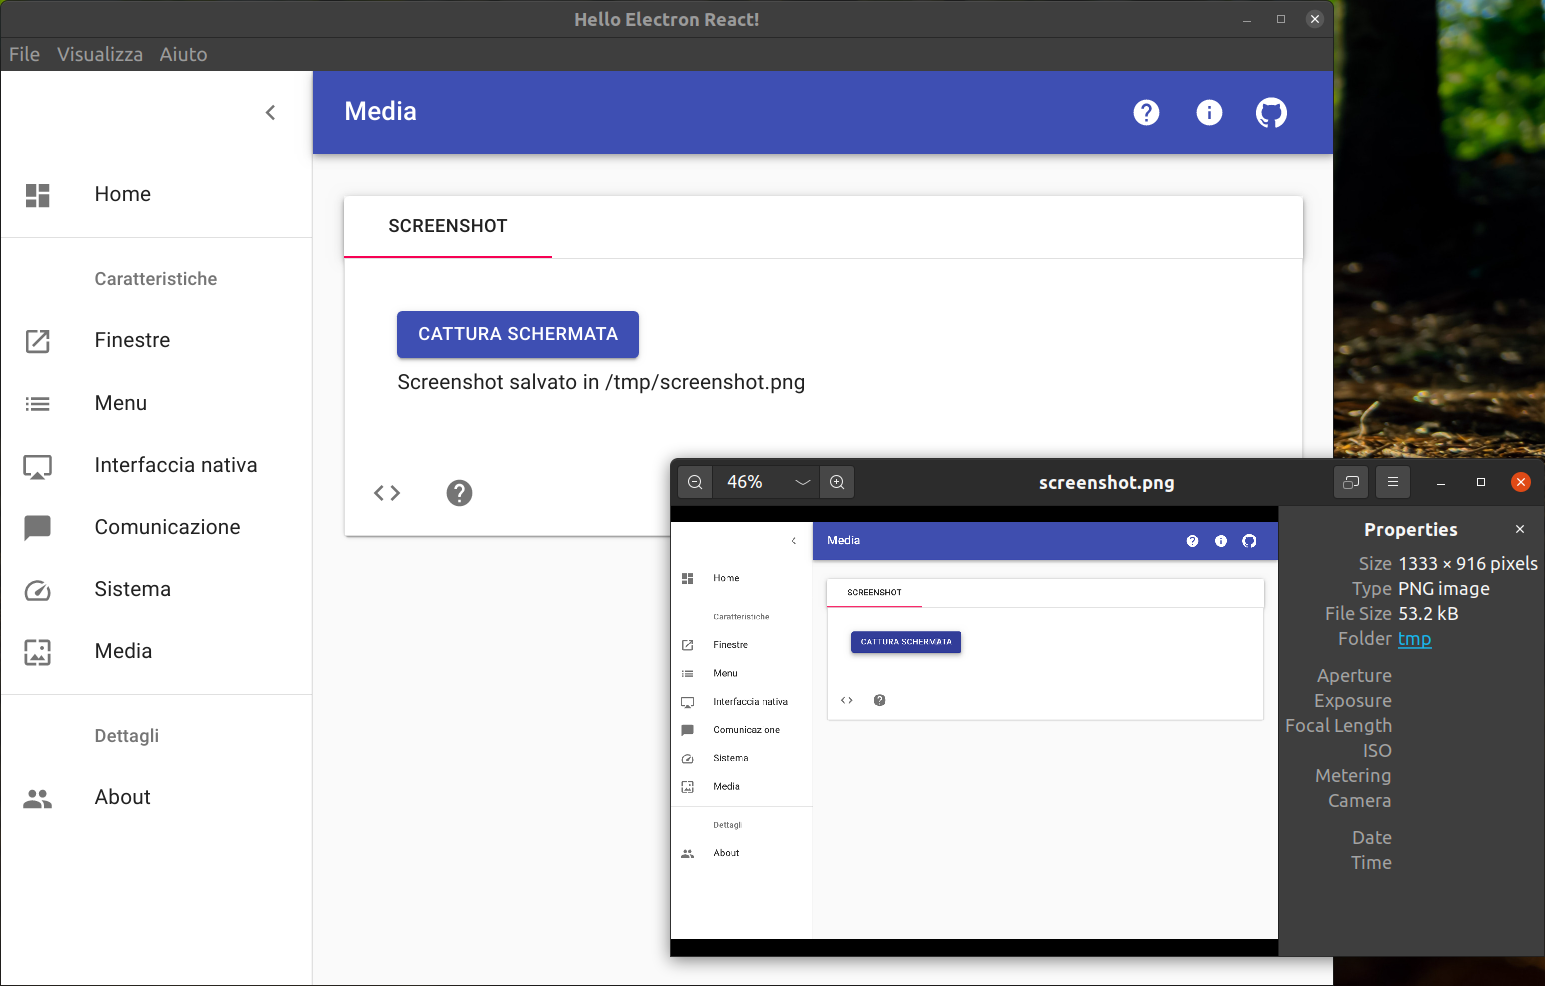 Hello Electron React!
File Visualizza Aiuto
Media
Home
Caratteristiche
Finestre
Menu
Interfaccia nativa
Comunicazione
Sistema
Media
Dettagli
About
SCREENSHOT
CATTURA SCHERMATA
Screenshot salvato in /tmp/screenshot.png
46%
screenshot.png
Media
Home
Caratteristiche
Finestre
Menu
Interfaccia nativa
Comunicazione
Sistema
Media
Dettagli
About
SCREENSHOT
CATTURA SCHERMATA
Properties
Size 1333 × 916 pixels
Type PNG image
File Size 53.2 kB
Folder tmp
Aperture
Exposure
Focal Length
ISO
Metering
Camera
Date
Time